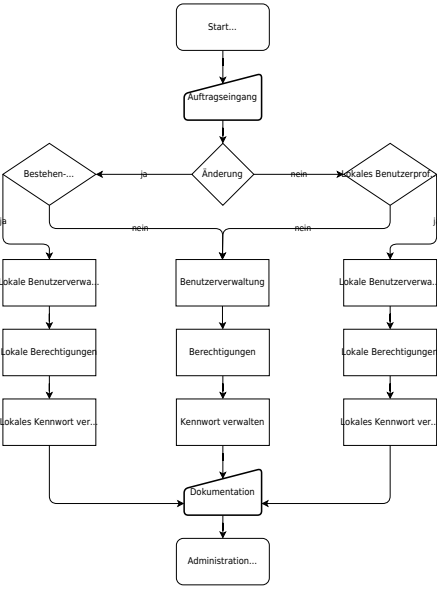 Start...
Auftragseingang
Bestehen-...
ja
Änderung
nein
Lokales Benutzerprof...
ja
nein
nein
j
Lokale Benutzerverwa...
Benutzerverwaltung
Lokale Benutzerverwa...
Lokale Berechtigungen
Berechtigungen
Lokale Berechtigungen
Lokales Kennwort ver...
Kennwort verwalten
Lokales Kennwort ver...
Dokumentation
Administration...